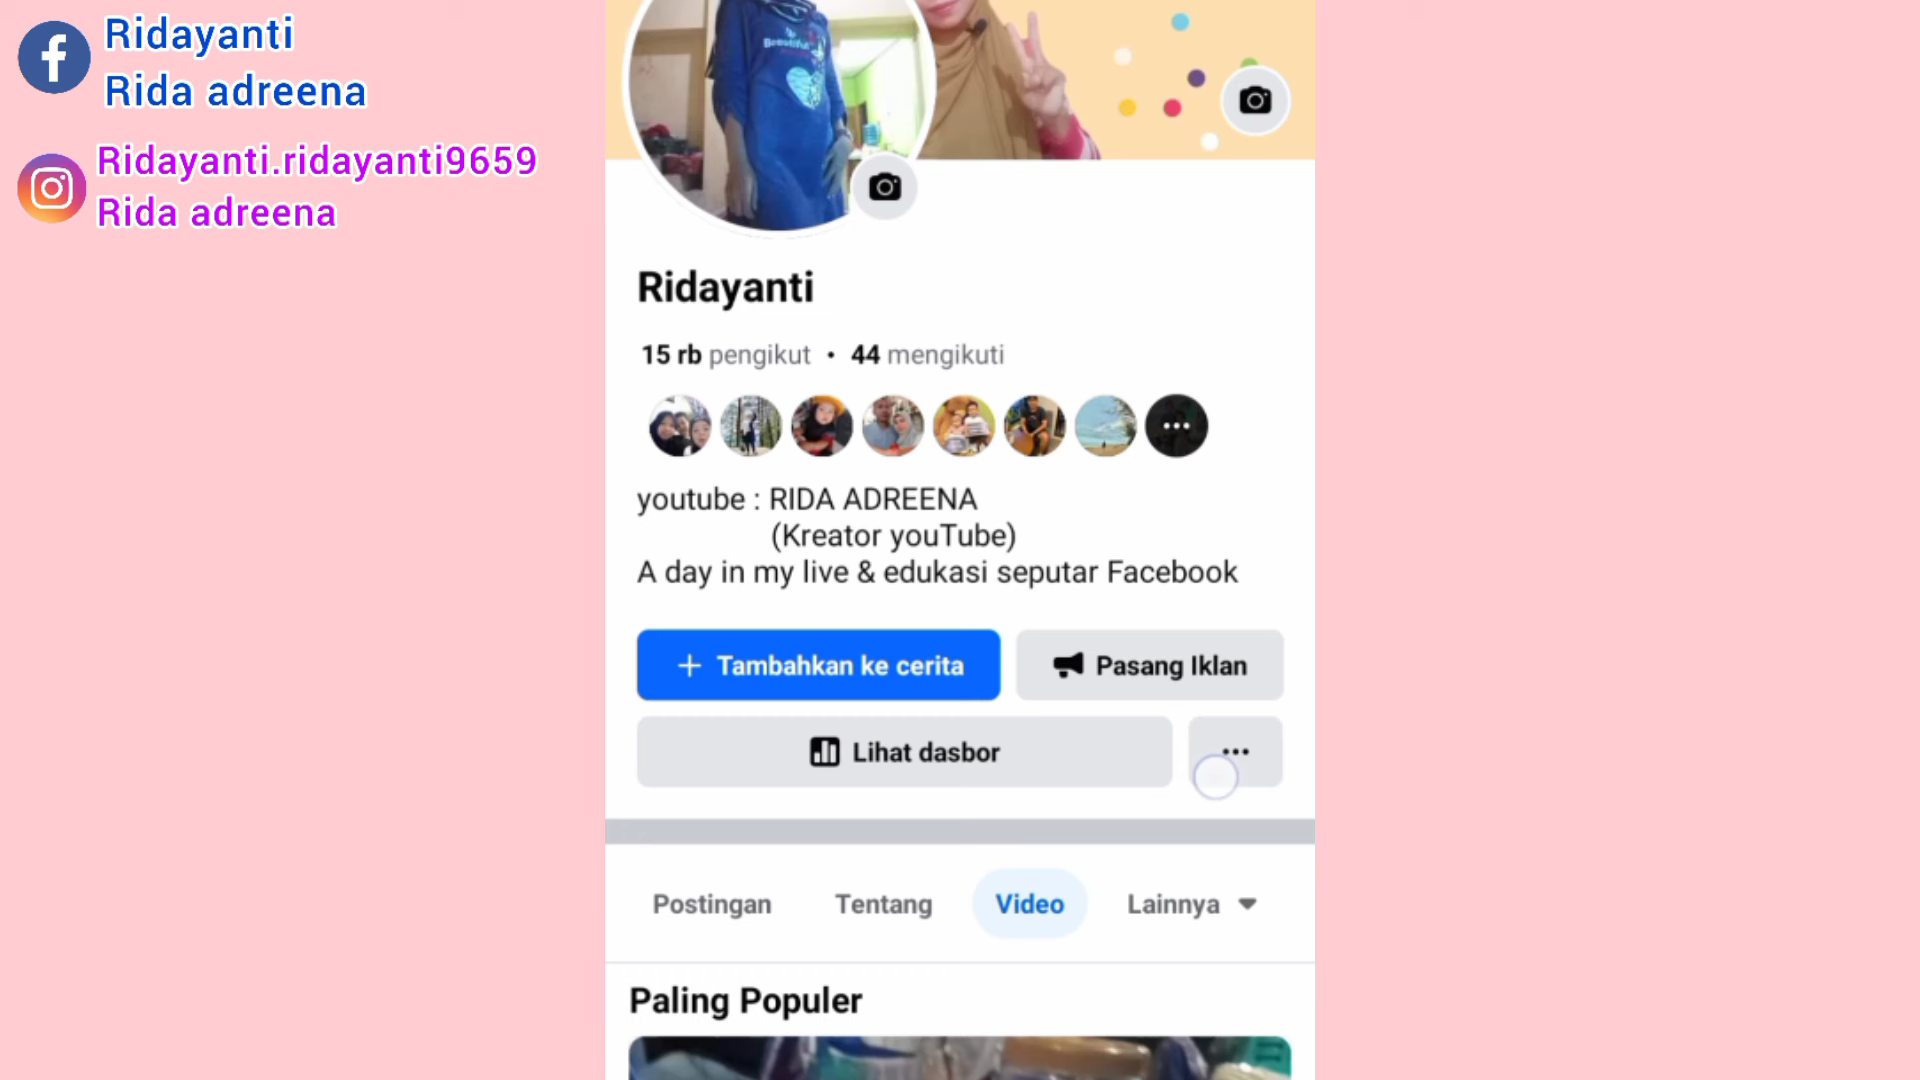 Ridayanti
Rida adreena
Ridayanti.ridayanti9659
Rida adreena
Beautiful
Ridayanti
15 rb pengikut • 44 mengikuti
youtube : RIDA ADREENA
(Kreator youTube)
A day in my live & edukasi seputar Facebook
+ Tambahkan ke cerita
Pasang Iklan
Lihat dasbor
Postingan
Tentang
Video
Lainnya
Paling Populer